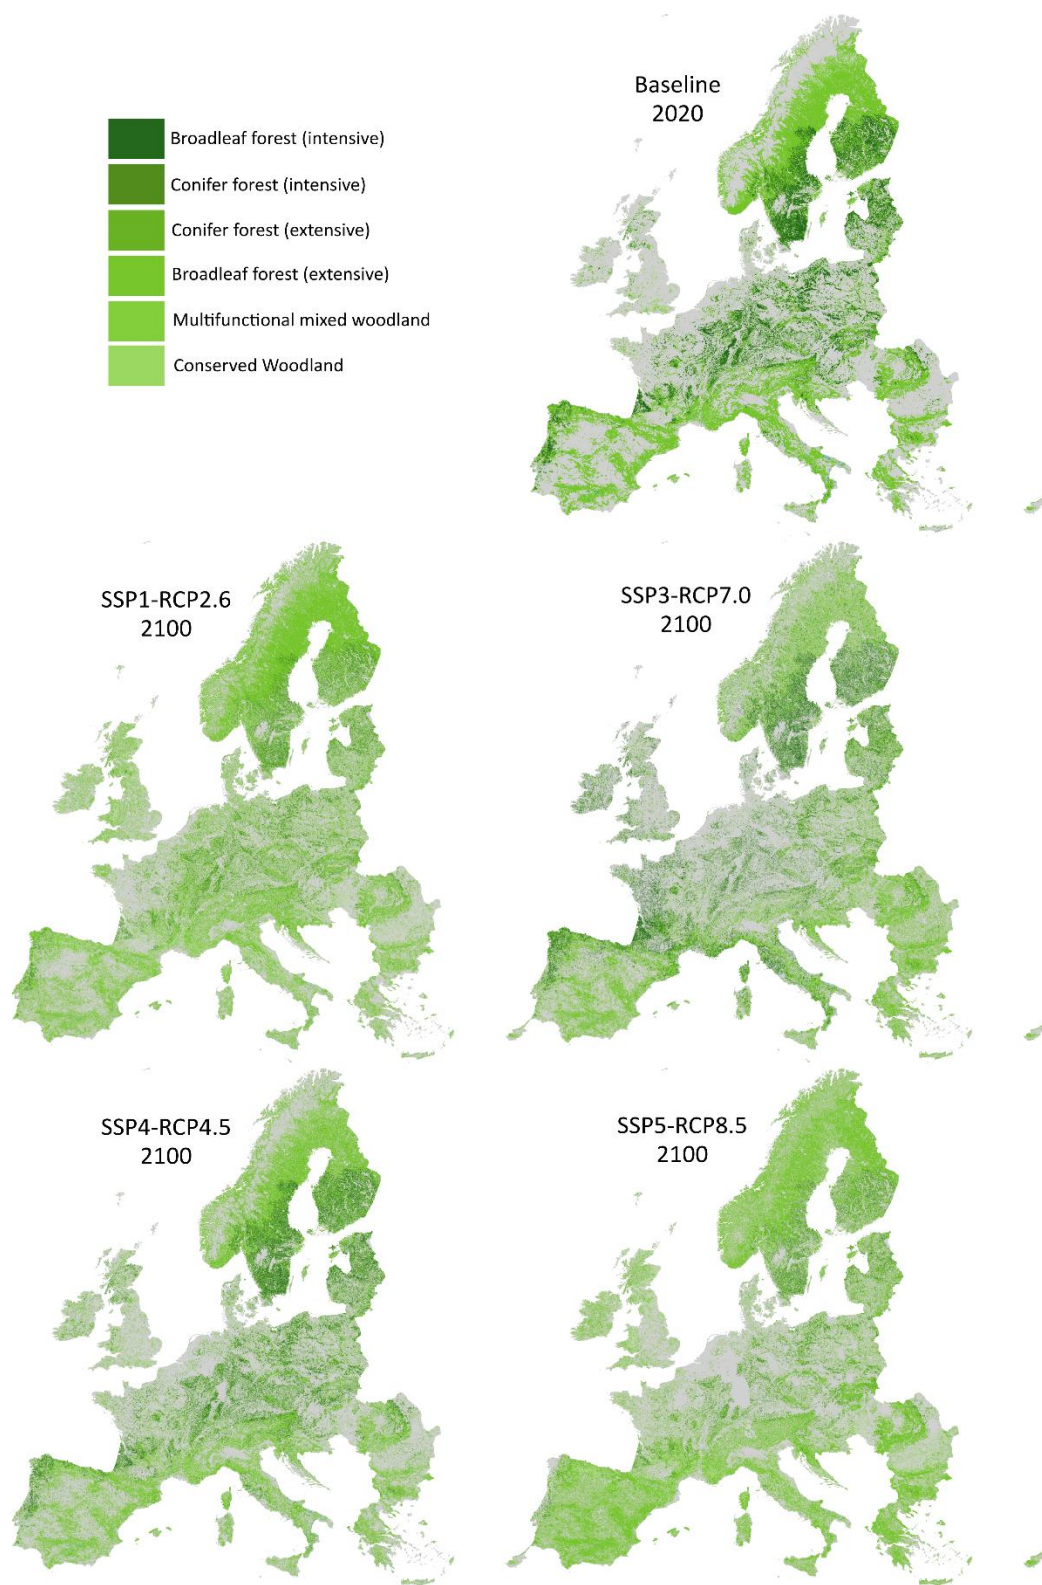 Baseline
2020
Broadleaf forest (intensive)
Conifer forest (intensive)
Conifer forest (extensive)
Broadleaf forest (extensive)
Multifunctional mixed woodland
Conserved Woodland
SSP1-RCP2.6
2100
SSP3-RCP7.0
2100
SSP4-RCP4.5
2100
SSP5-RCP8.5
2100